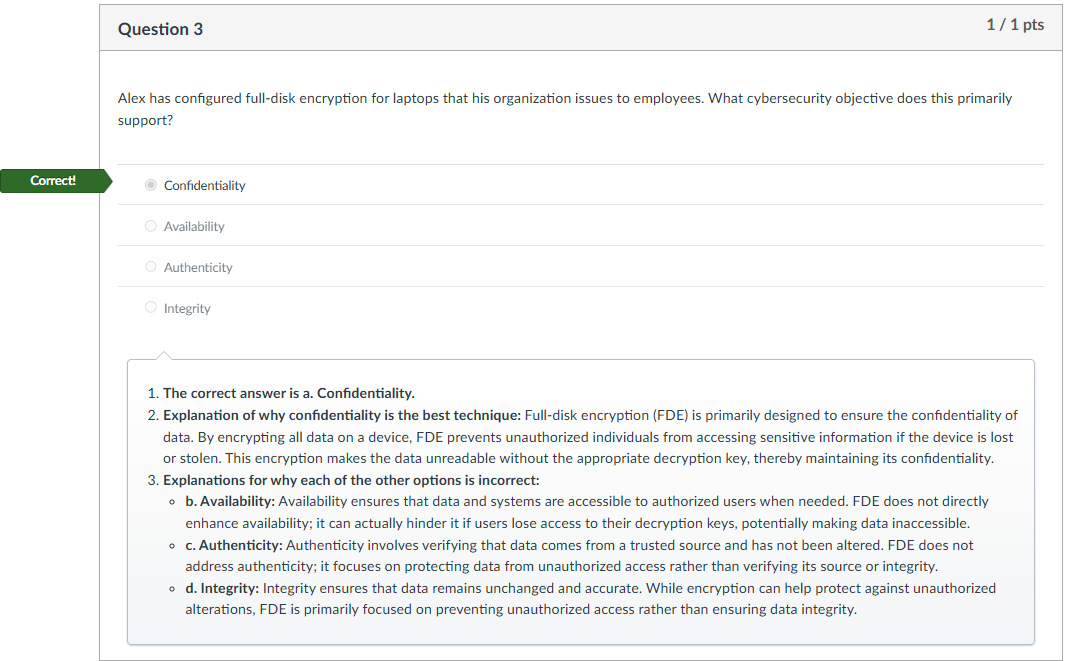 Question 3
1 / 1 pts
Alex has configured full-disk encryption for laptops that his organization issues to employees. What cybersecurity objective does this primarily
support?
Correct!
Confidentiality
Availability
Authenticity
Integrity
1. The correct answer is a. Confidentiality.
2. Explanation of why confidentiality is the best technique: Full-disk encryption (FDE) is primarily designed to ensure the confidentiality of
data. By encrypting all data on a device, FDE prevents unauthorized individuals from accessing sensitive information if the device is lost
or stolen. This encryption makes the data unreadable without the appropriate decryption key, thereby maintaining its confidentiality.
3. Explanations for why each of the other options is incorrect:
b. Availability: Availability ensures that data and systems are accessible to authorized users when needed. FDE does not directly
enhance availability; it can actually hinder it if users lose access to their decryption keys, potentially making data inaccessible.
c. Authenticity: Authenticity involves verifying that data comes from a trusted source and has not been altered. FDE does not
address authenticity; it focuses on protecting data from unauthorized access rather than verifying its source or integrity.
d. Integrity: Integrity ensures that data remains unchanged and accurate. While encryption can help protect against unauthorized
alterations, FDE is primarily focused on preventing unauthorized access rather than ensuring data integrity.